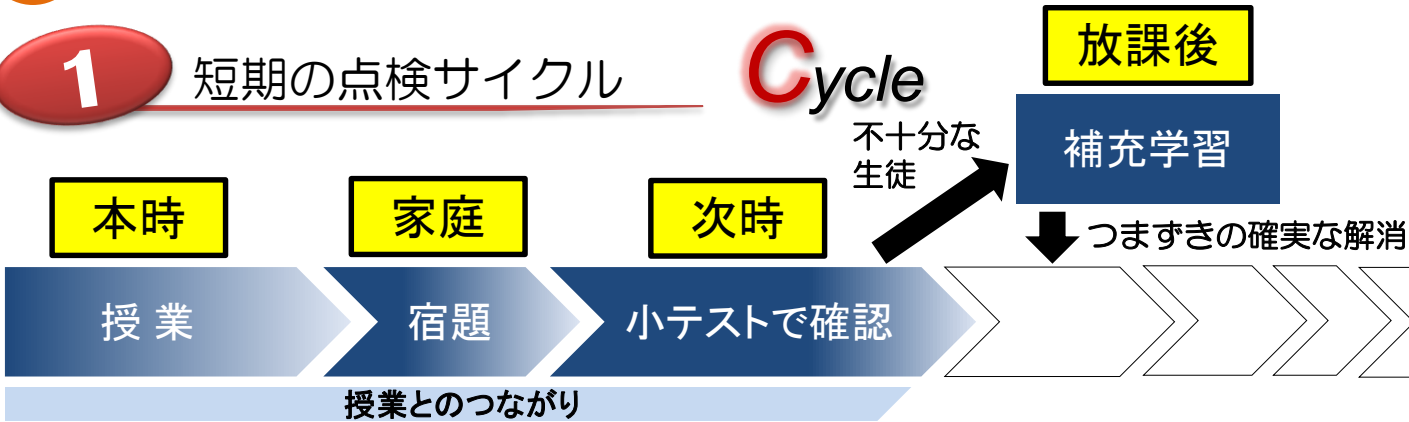 1 短期の点検サイクル
Cycle
放課後
不十分な
生徒
補充学習
本時
家庭
次時
つまずきの確実な解消
授業
宿題
小テストで確認
授業とのつながり